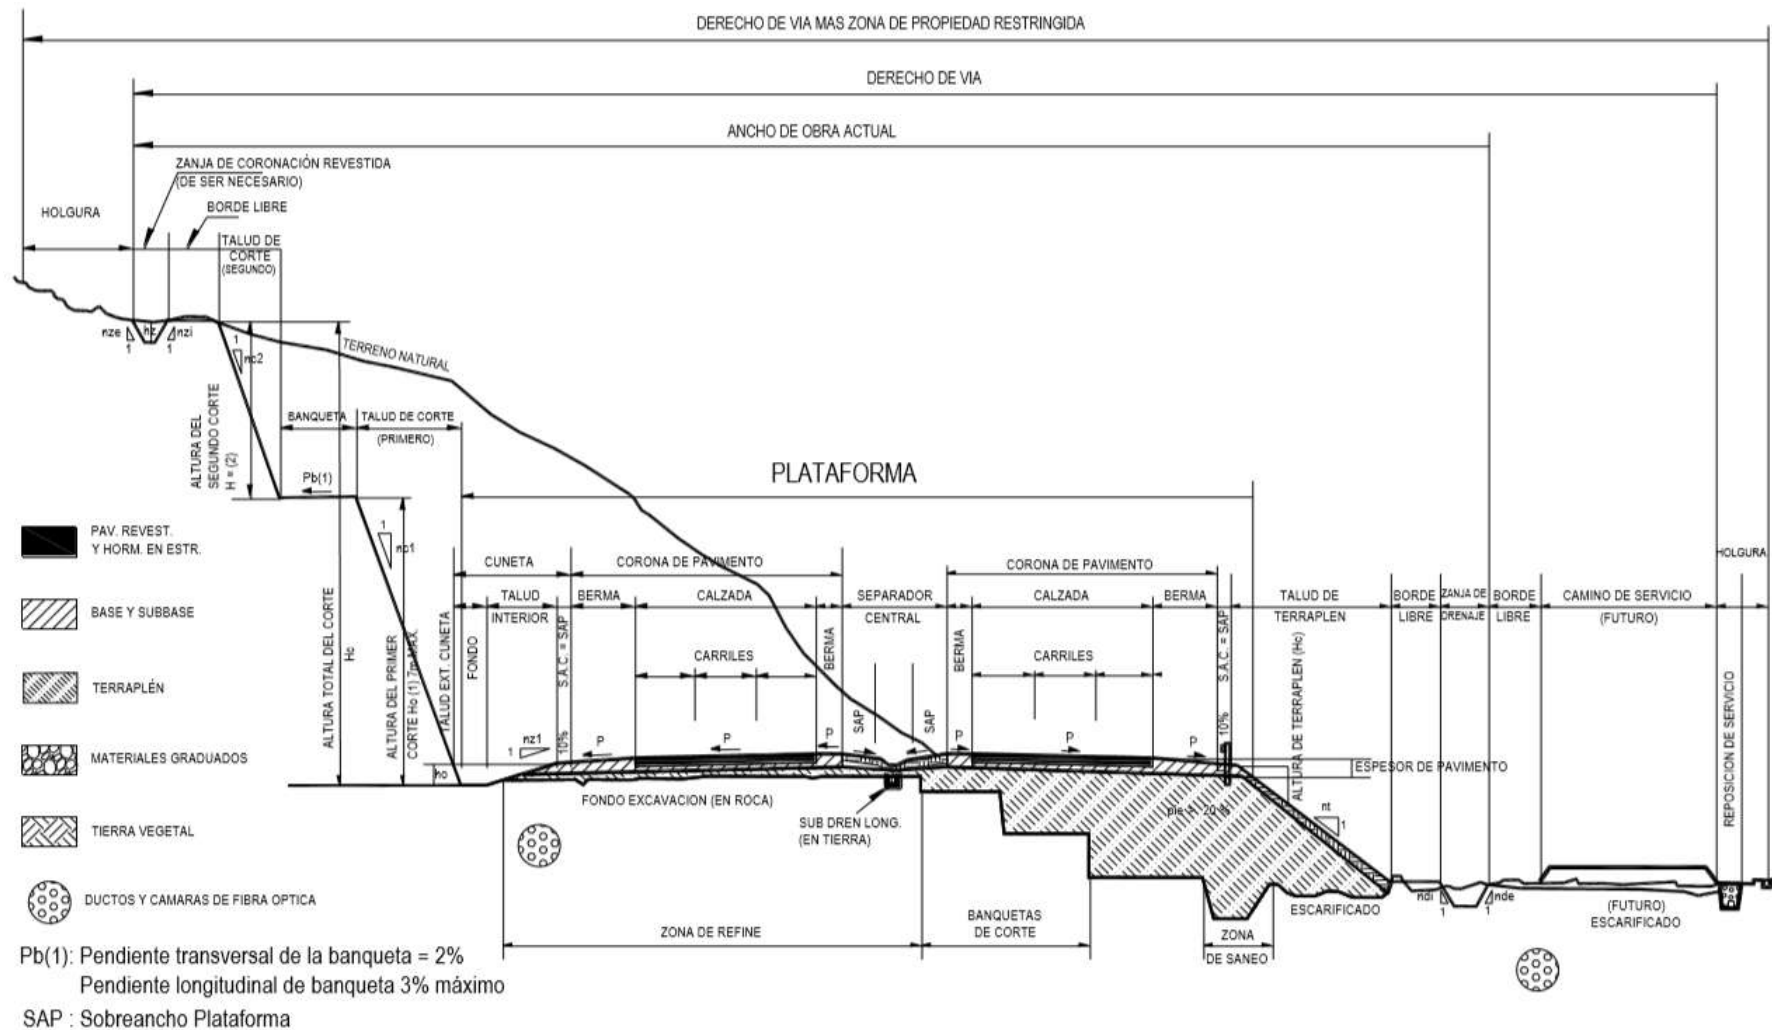 DERECHO DE VIA MAS ZONA DE PROPIEDAD RESTRINGIDA
DERECHO DE VIA
ANCHO DE OBRA ACTUAL
ZANJA DE CORONACIÓN REVESTIDA
(DE SER NECESARIO)
HOLGURA
BORDE LIBRE
TALUD DE
CORTE
(SEGUNDO)
nze
hz
nzi
1
1
1
nc2
TERRENO NATURAL
ALTURA DEL
SEGUNDO CORTE
H = (2)
BANQUETA
TALUD DE CORTE
(PRIMERO)
Pb(1)
PLATAFORMA
1
nc1
ALTURA TOTAL DEL CORTE
Hc
ALTURA DEL PRIMER
CORTE Ho (1) 7m MÁX.
TALUD EXT. CUNETA
CUNETA
CORONA DE PAVIMENTO
CORONA DE PAVIMENTO
HOLGURA
FONDO
TALUD
INTERIOR
S.A.C. = SAP
10%
BERMA
CALZADA
BERMA
SEPARADOR
CENTRAL
BERMA
CALZADA
BERMA
S.A.C. = SAP
10%
TALUD DE
TERRAPLEN
BORDE
LIBRE
ZANJA DE
DRENAJE
BORDE
LIBRE
CAMINO DE SERVICIO
(FUTURO)
CARRILES
CARRILES
SAP
SAP
ALTURA DE TERRAPLEN (Hc)
REPOSICION DE SERVICIO
nz1
1
P
P
P
P
P
P
ho
ESPESOR DE PAVIMENTO
FONDO EXCAVACION (EN ROCA)
SUB DREN LONG.
(EN TIERRA)
20 %
nt
1
ndi
1
nde
1
ESCARIFICADO
(FUTURO)
ESCARIFICADO
ZONA DE REFINE
BANQUETAS
DE CORTE
ZONA
DE SANEO
PAV. REVEST.
Y HORM. EN ESTR.
BASE Y SUBBASE
TERRAPLÉN
MATERIALES GRADUADOS
TIERRA VEGETAL
DUCTOS Y CAMARAS DE FIBRA OPTICA
Pb(1): Pendiente transversal de la banqueta = 2%
Pendiente longitudinal de banqueta 3% máximo
SAP : Sobreancho Plataforma